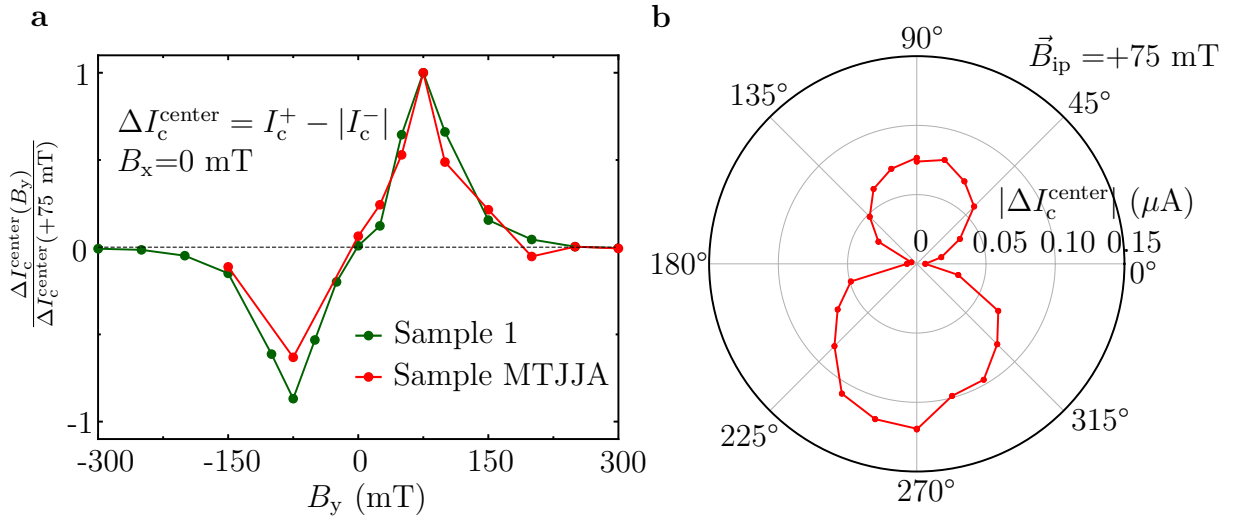 a
1
0
-1
ΔI_c^center(B_y)
ΔI_c^center(+75 mT)
ΔI_c^center = I_c^+ − |I_c^−|
B_x=0 mT
Sample 1
Sample MTJJA
-300 -150 0 150 300
B_y (mT)
b
90°
B⃗_ip =+75 mT
135°
45°
|ΔI_c^center| (μA)
0 0.05 0.10 0.15
180°
0°
225°
315°
270°